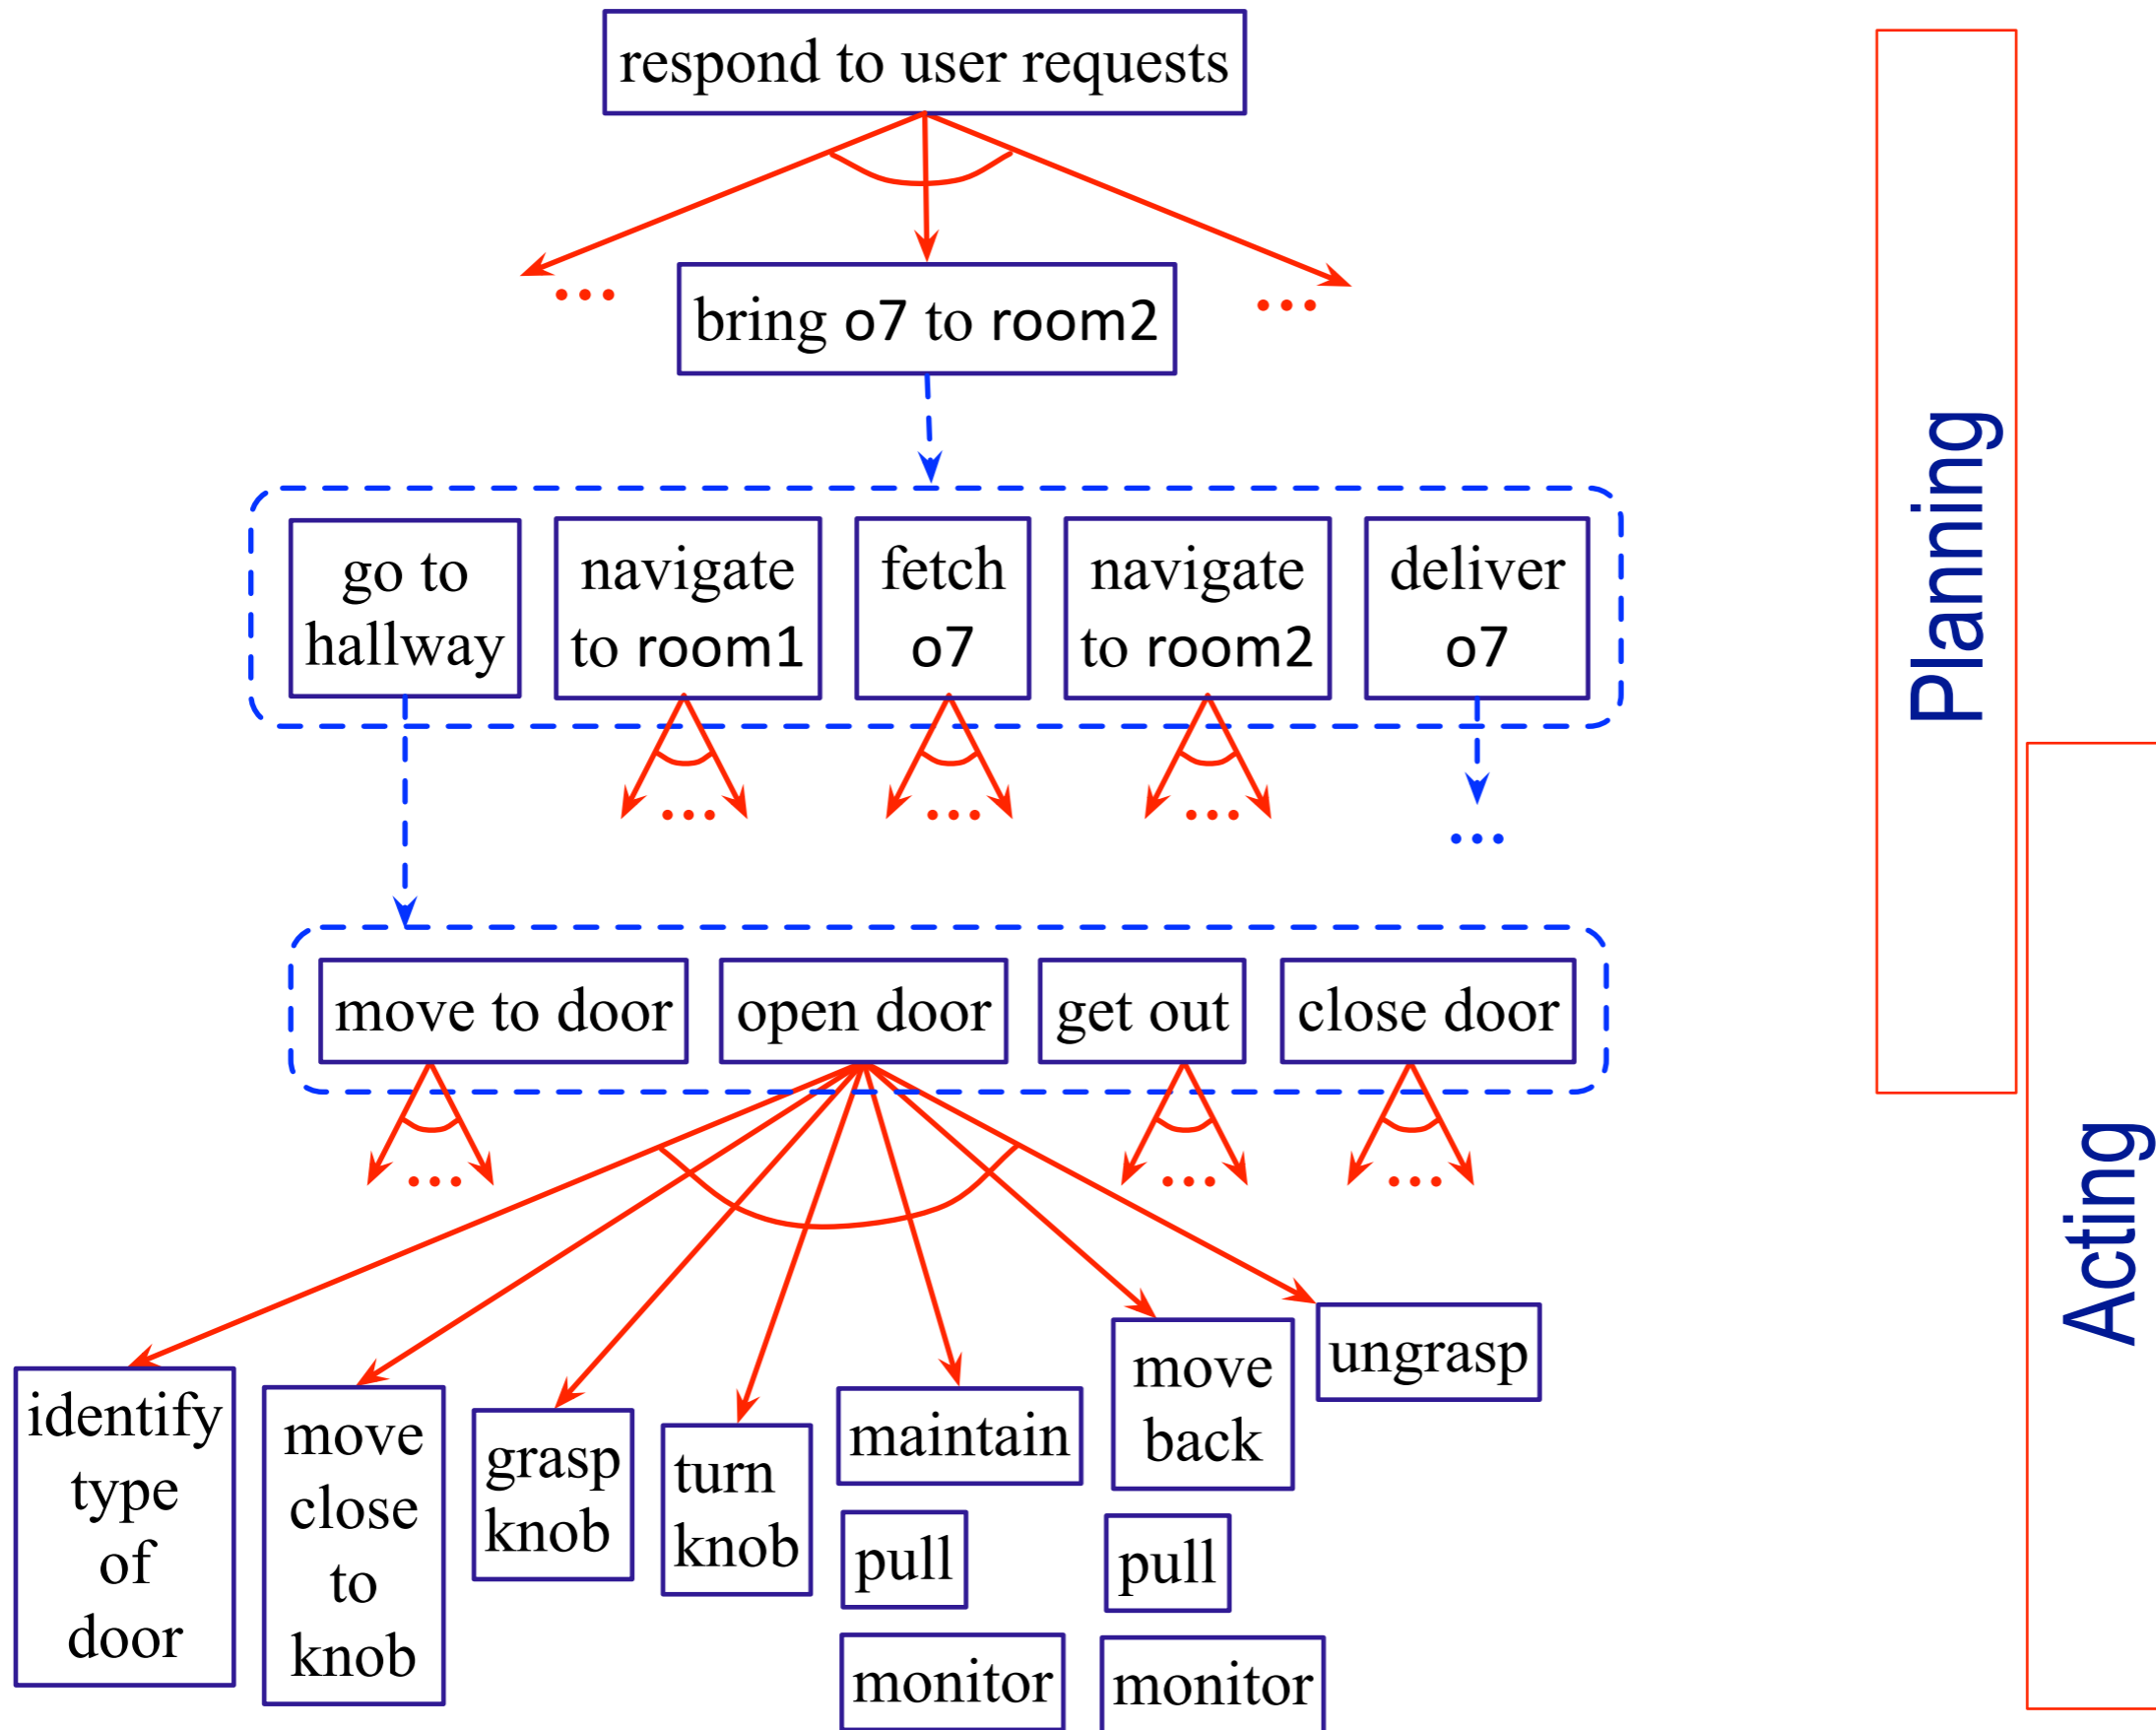 respond to user requests
...
bring o7 to room2
...
go to
hallway
navigate
to room1
fetch
o7
navigate
to room2
deliver
o7
...
...
...
...
move to door
open door
get out
close door
...
...
...
identify
type
of
door
move
close
to
knob
grasp
knob
turn
knob
maintain
pull
monitor
move
back
pull
monitor
ungrasp
Planning
Acting